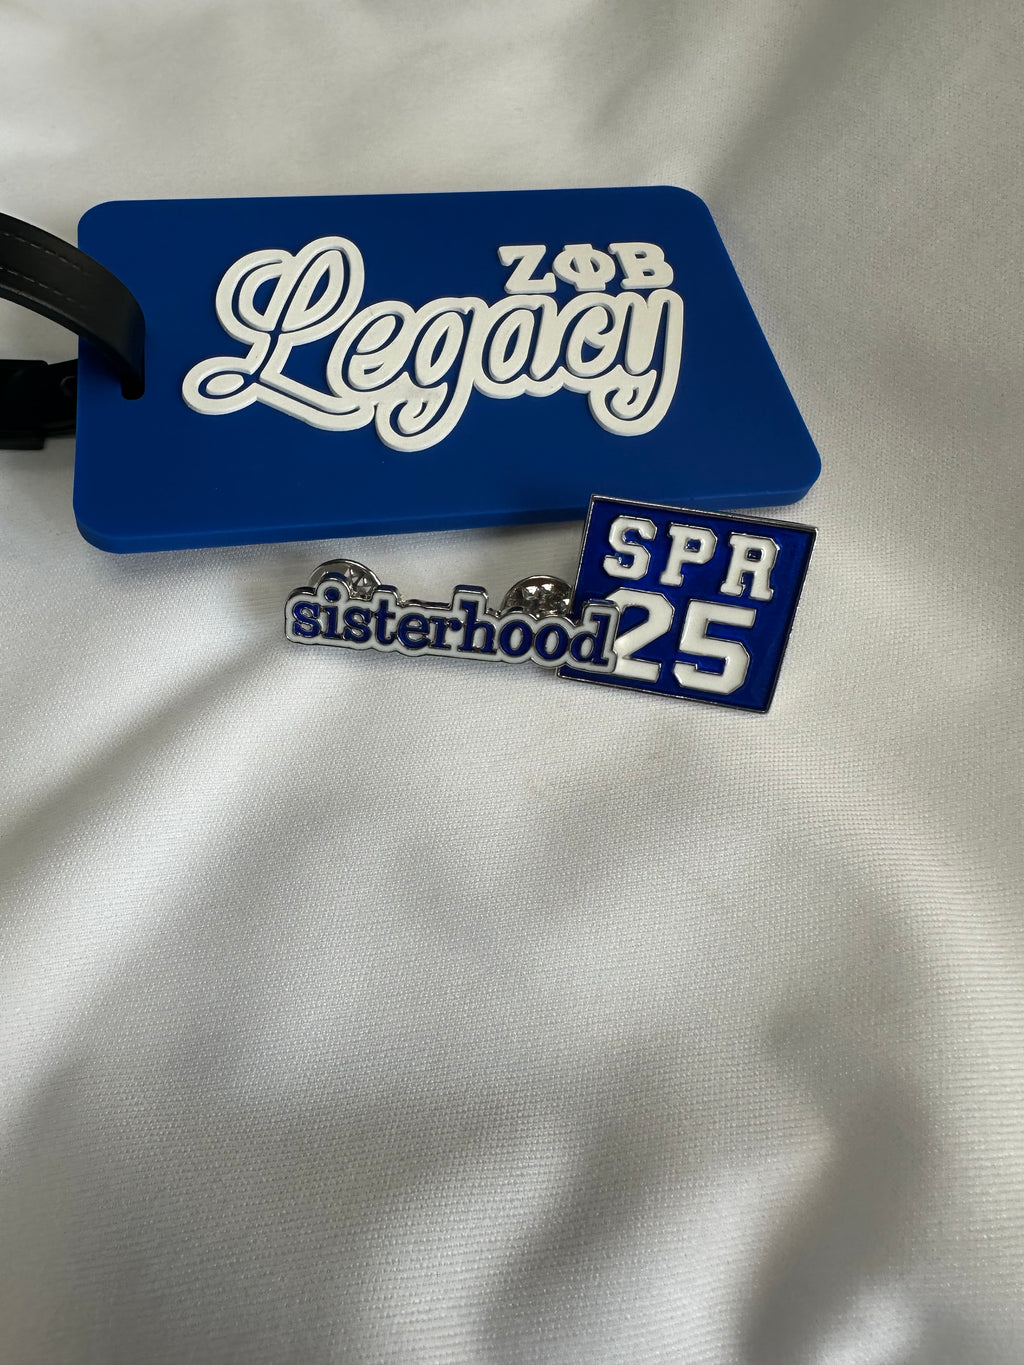 ΖΦΒ
Legacy
SPR
25
sisterhood